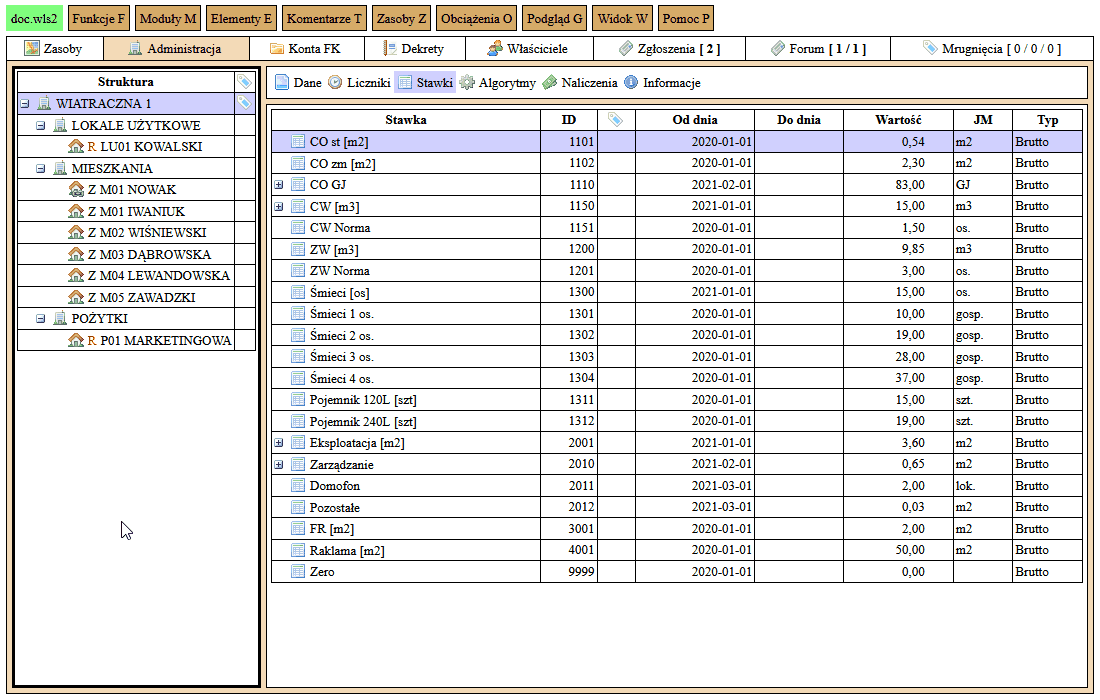 doc.wls2 Funkcje F Moduły M Elementy E Komentarze T Zasoby Z Obciążenia O Podgląd G Widok W Pomoc P
Zasoby Administracja Konta FK Dekrety Właściciele Zgłoszenia [ 2 ] Forum [ 1 / 1 ] Mrugnięcia [ 0 / 0 / 0 ]
Struktura
WIATRACZNA 1
LOKALE UŻYTKOWE
R LU01 KOWALSKI
MIESZKANIA
Z M01 NOWAK
Z M01 IWANIUK
Z M02 WIŚNIEWSKI
Z M03 DĄBROWSKA
Z M04 LEWANDOWSKA
Z M05 ZAWADZKI
POŻYTKI
R P01 MARKETINGOWA
Dane Liczniki Stawki Algorytmy Naliczenia Informacje
Stawka ID Od dnia Do dnia Wartość JM Typ
CO st [m2] 1101 2020-01-01 0,54 m2 Brutto
CO zm [m2] 1102 2020-01-01 2,30 m2 Brutto
CO GJ 1110 2021-02-01 83,00 GJ Brutto
CW [m3] 1150 2021-01-01 15,00 m3 Brutto
CW Norma 1151 2020-01-01 1,50 os. Brutto
ZW [m3] 1200 2020-01-01 9,85 m3 Brutto
ZW Norma 1201 2020-01-01 3,00 os. Brutto
Śmieci [os] 1300 2021-01-01 15,00 os. Brutto
Śmieci 1 os. 1301 2020-01-01 10,00 gosp. Brutto
Śmieci 2 os. 1302 2020-01-01 19,00 gosp. Brutto
Śmieci 3 os. 1303 2020-01-01 28,00 gosp. Brutto
Śmieci 4 os. 1304 2020-01-01 37,00 gosp. Brutto
Pojemnik 120L [szt] 1311 2020-01-01 15,00 szt. Brutto
Pojemnik 240L [szt] 1312 2020-01-01 19,00 szt. Brutto
Eksploatacja [m2] 2001 2021-01-01 3,60 m2 Brutto
Zarządzanie 2010 2021-02-01 0,65 m2 Brutto
Domofon 2011 2021-03-01 2,00 lok. Brutto
Pozostałe 2012 2021-03-01 0,03 m2 Brutto
FR [m2] 3001 2020-01-01 2,00 m2 Brutto
Raklama [m2] 4001 2020-01-01 50,00 m2 Brutto
Zero 9999 2020-01-01 0,00 Brutto